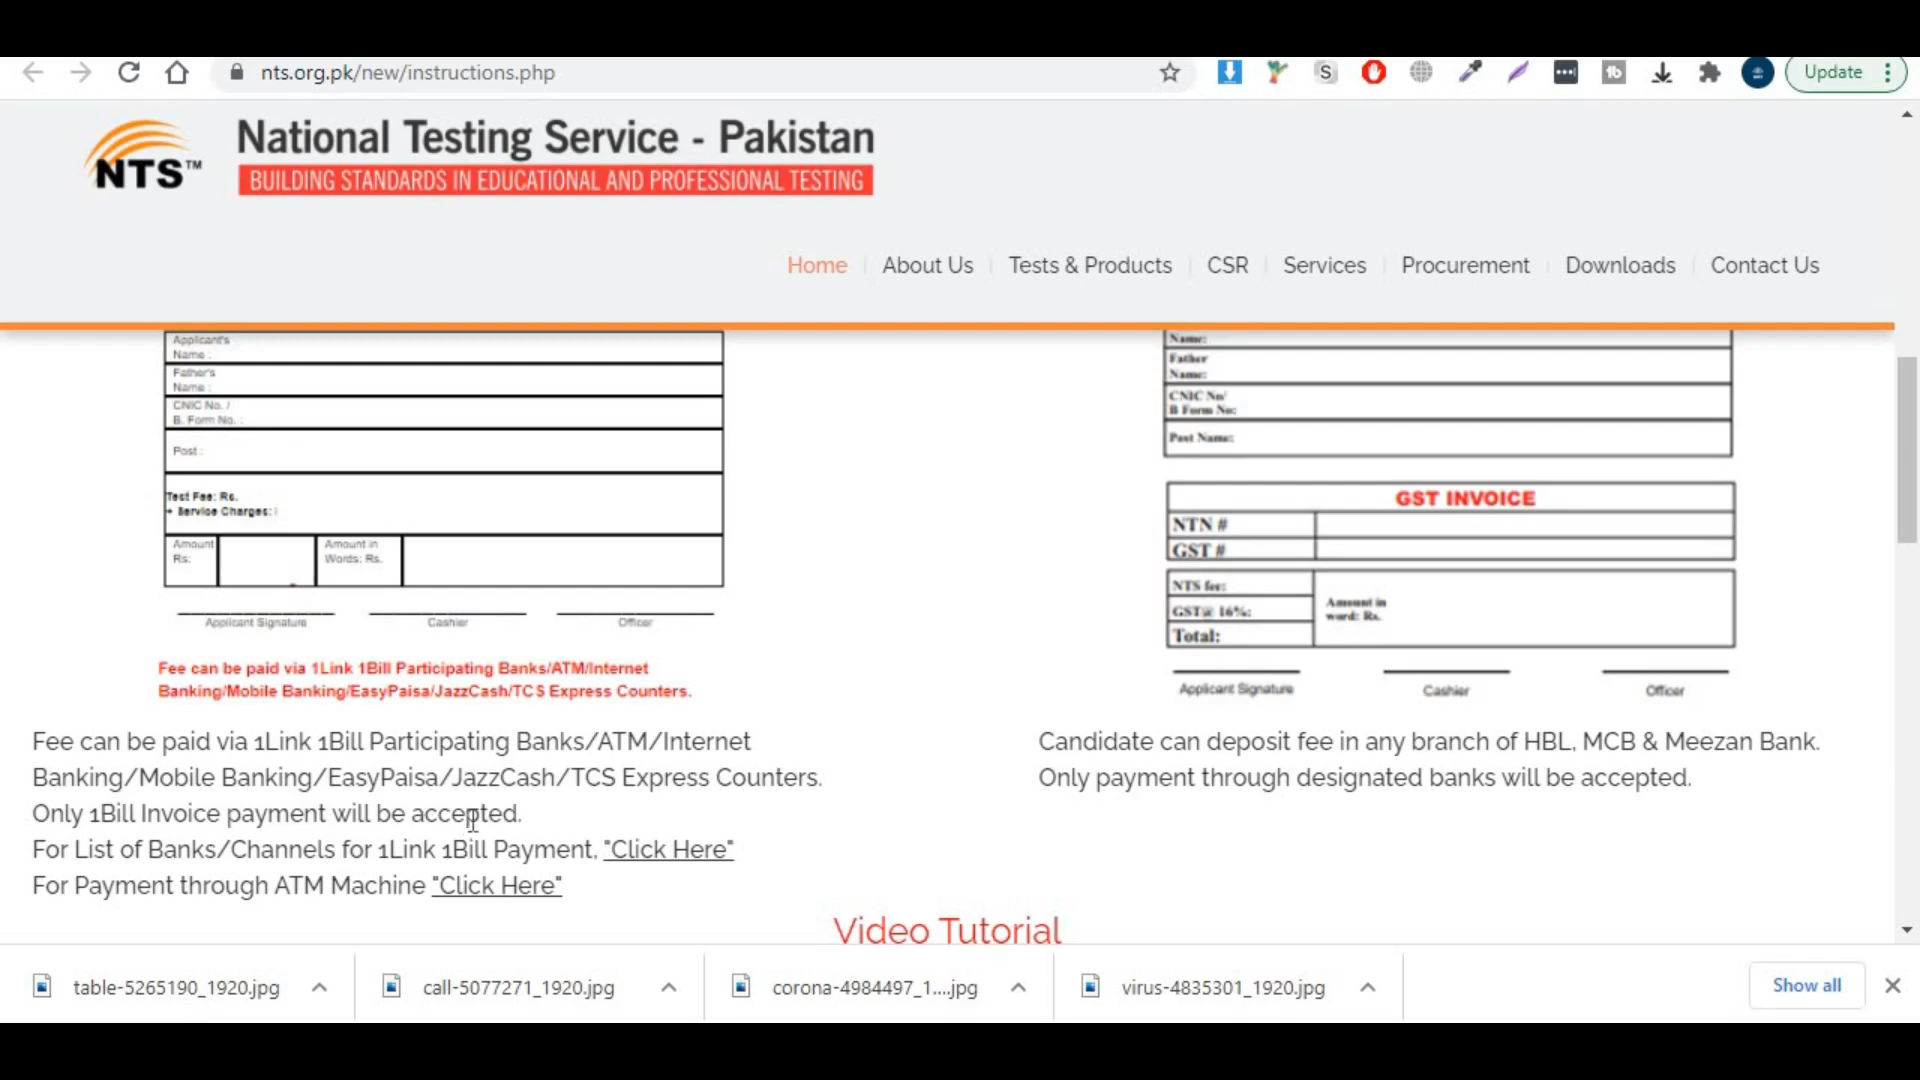 nts.org.pk/new/instructions.php
Update
NTS™
National Testing Service - Pakistan
BUILDING STANDARDS IN EDUCATIONAL AND PROFESSIONAL TESTING
Home
About Us
Tests & Products
CSR
Services
Procurement
Downloads
Contact Us
Applicant's
Name :
Father's
Name :
CNIC No. /
B. Form No. :
Post :
Test Fee: Rs.
+ Service Charges:
Amount
Rs:
Amount in
Words: Rs.
Applicant Signature
Cashier
Officer
Fee can be paid via 1Link 1Bill Participating Banks/ATM/Internet
Banking/Mobile Banking/EasyPaisa/JazzCash/TCS Express Counters.
Name:
Father
Name:
CNIC No/
B Form No:
Post Name:
GST INVOICE
NTN #
GST #
NTS fee:
GST@ 16%:
Total:
Amount in
word: Rs.
Applicant Signature
Cashier
Officer
Fee can be paid via 1Link 1Bill Participating Banks/ATM/Internet
Banking/Mobile Banking/EasyPaisa/JazzCash/TCS Express Counters.
Only 1Bill Invoice payment will be accepted.
For List of Banks/Channels for 1Link 1Bill Payment, "Click Here"
For Payment through ATM Machine "Click Here"
Candidate can deposit fee in any branch of HBL, MCB & Meezan Bank.
Only payment through designated banks will be accepted.
Video Tutorial
table-5265190_1920.jpg
call-5077271_1920.jpg
corona-4984497_1....jpg
virus-4835301_1920.jpg
Show all